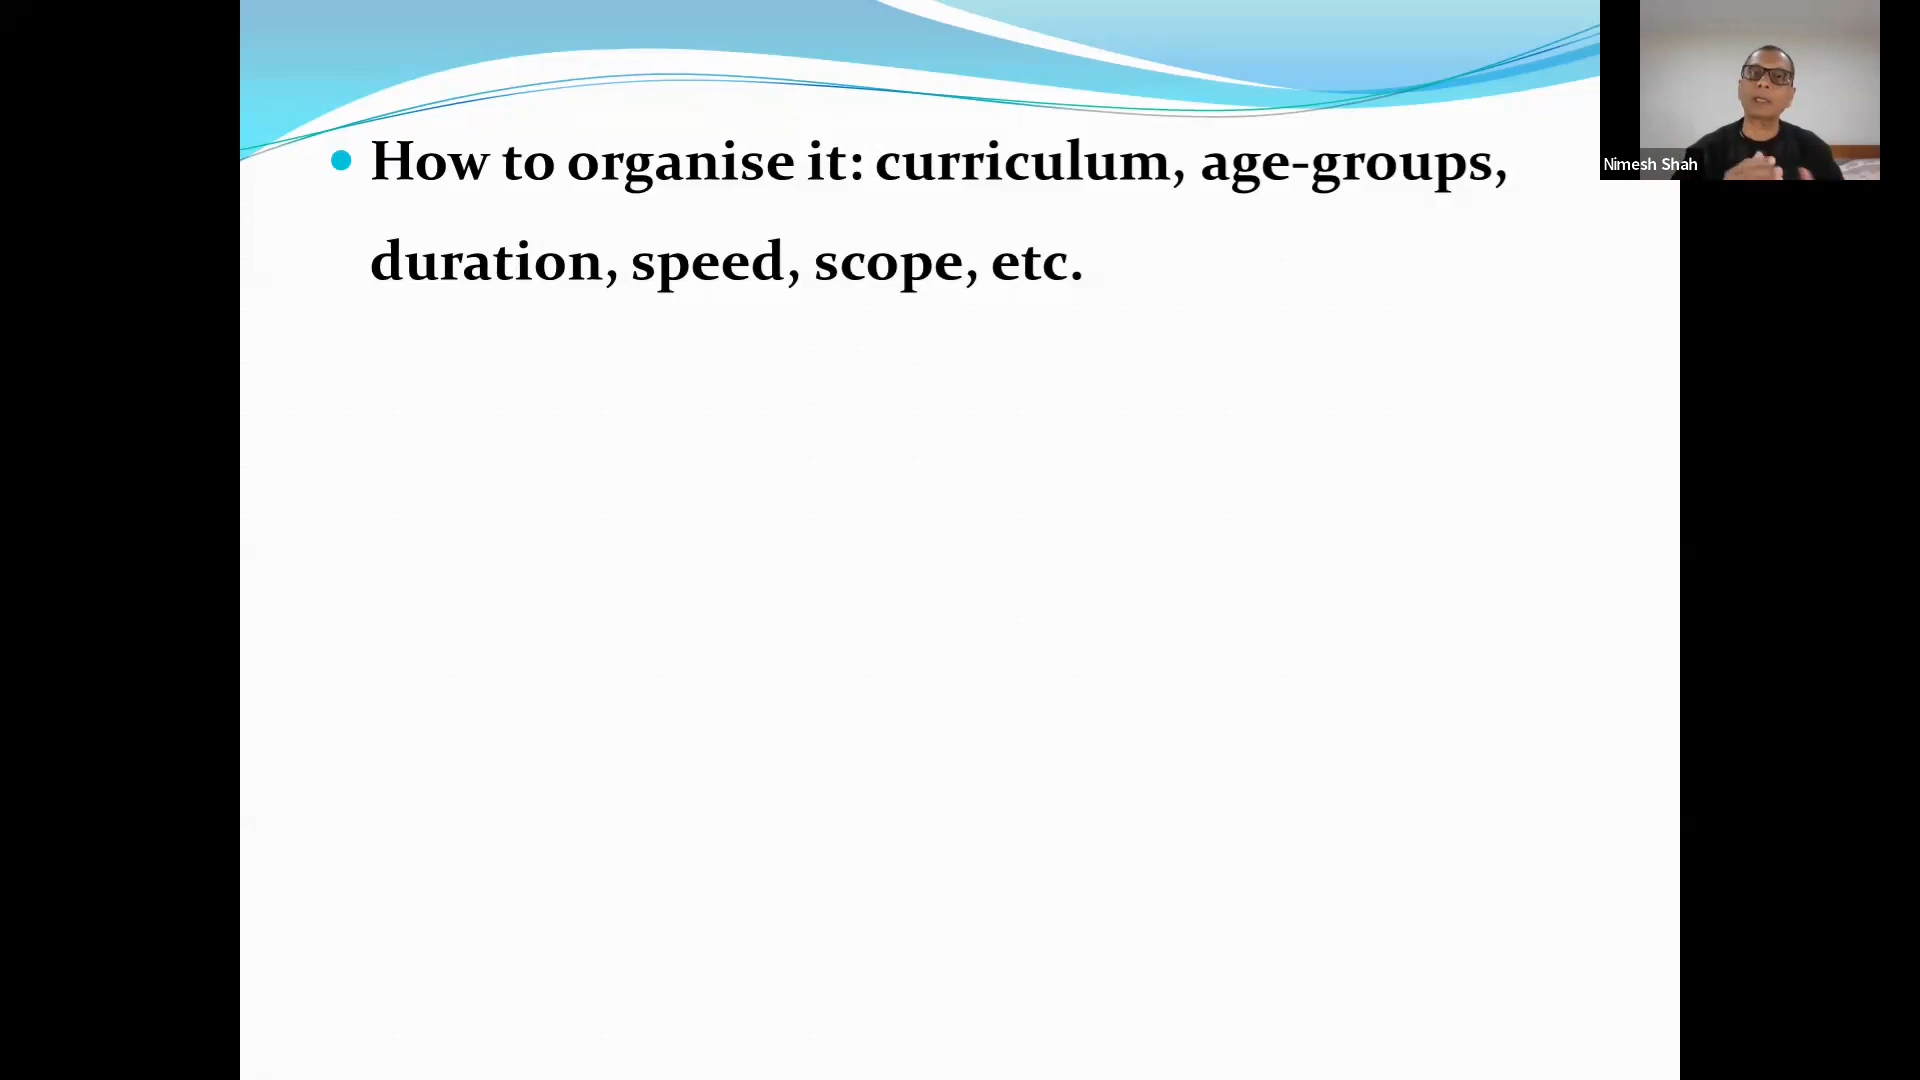 How to organise it: curriculum, age-groups,
duration, speed, scope, etc.
Nimesh Shah